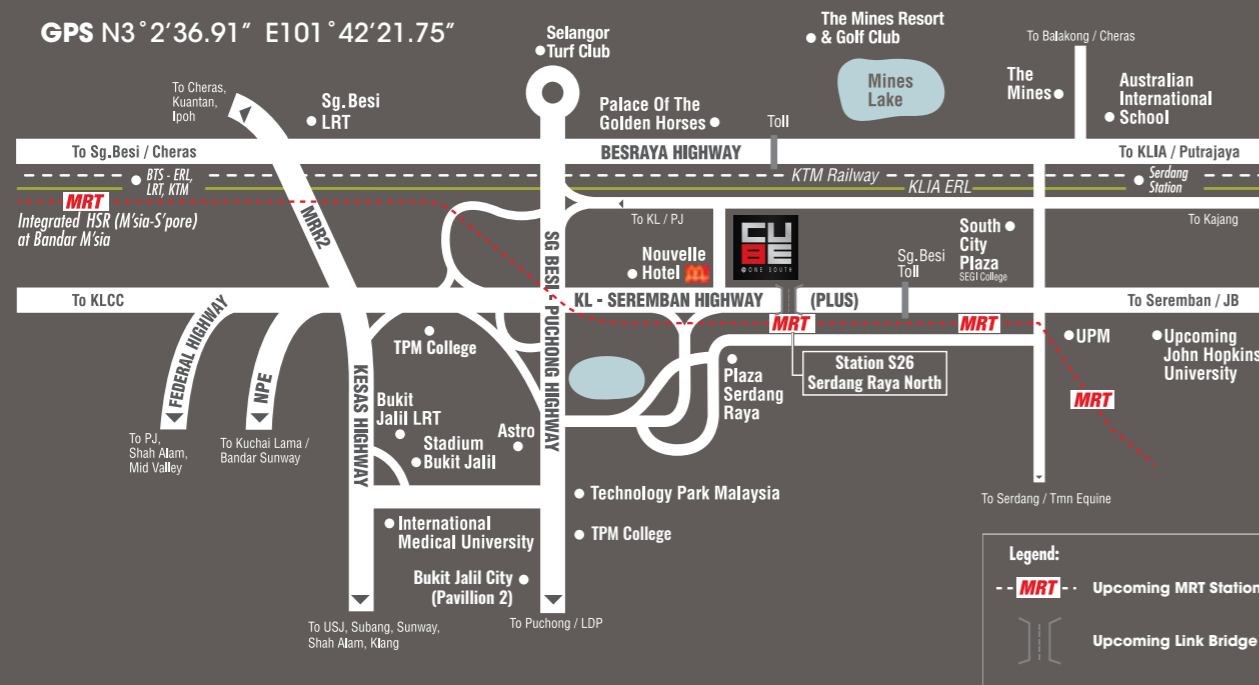 GPS N3°2'36.91" E101°42'21.75"
Selangor
Turf Club
The Mines Resort
& Golf Club
To Balakong / Cheras
Mines
Lake
The
Mines
Australian
International
School
To Cheras,
Kuantan,
Ipoh
Sg.Besi
LRT
Palace Of The
Golden Horses
Toll
To Sg.Besi / Cheras
BESRAYA HIGHWAY
To KLIA / Putrajaya
BTS - ERL,
LRT, KTM
KTM Railway
KLIA ERL
Serdang
Station
MRT
Integrated HSR (M'sia-S'pore)
at Bandar M'sia
MRR2
To KL / PJ
To Kajang
SG BESI - PUCHONG HIGHWAY
Nouvelle
Hotel
CU
BE
@ ONE SOUTH
Sg.Besi
Toll
South
City
Plaza
SEGI College
To KLCC
KL - SEREMBAN HIGHWAY (PLUS)
To Seremban / JB
MRT
MRT
FEDERAL HIGHWAY
NPE
KESAS HIGHWAY
TPM College
Station S26
Serdang Raya North
Plaza
Serdang
Raya
UPM
Upcoming
John Hopkins
University
MRT
Bukit
Jalil LRT
Stadium
Bukit Jalil
Astro
To PJ,
Shah Alam,
Mid Valley
To Kuchai Lama /
Bandar Sunway
Technology Park Malaysia
To Serdang / Tmn Equine
International
Medical University
TPM College
Bukit Jalil City
(Pavillion 2)
To USJ, Subang, Sunway,
Shah Alam, Klang
To Puchong / LDP
Legend:
MRT Upcoming MRT Station
Upcoming Link Bridge